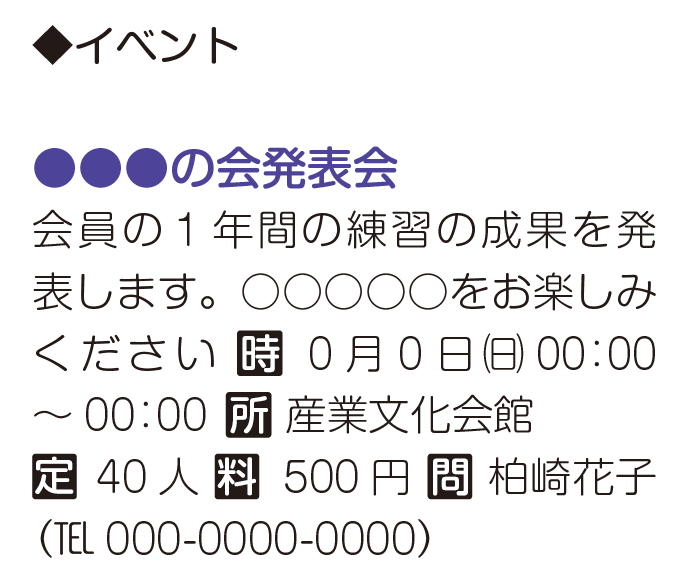 ◆イベント
●●●の会発表会
会員の1年間の練習の成果を発
表します。○○○○○をお楽しみ
ください 時 0月0日㈰00:00
～00:00 所 産業文化会館
定 40人 料 500円 問 柏崎花子
（TEL 000-0000-0000）